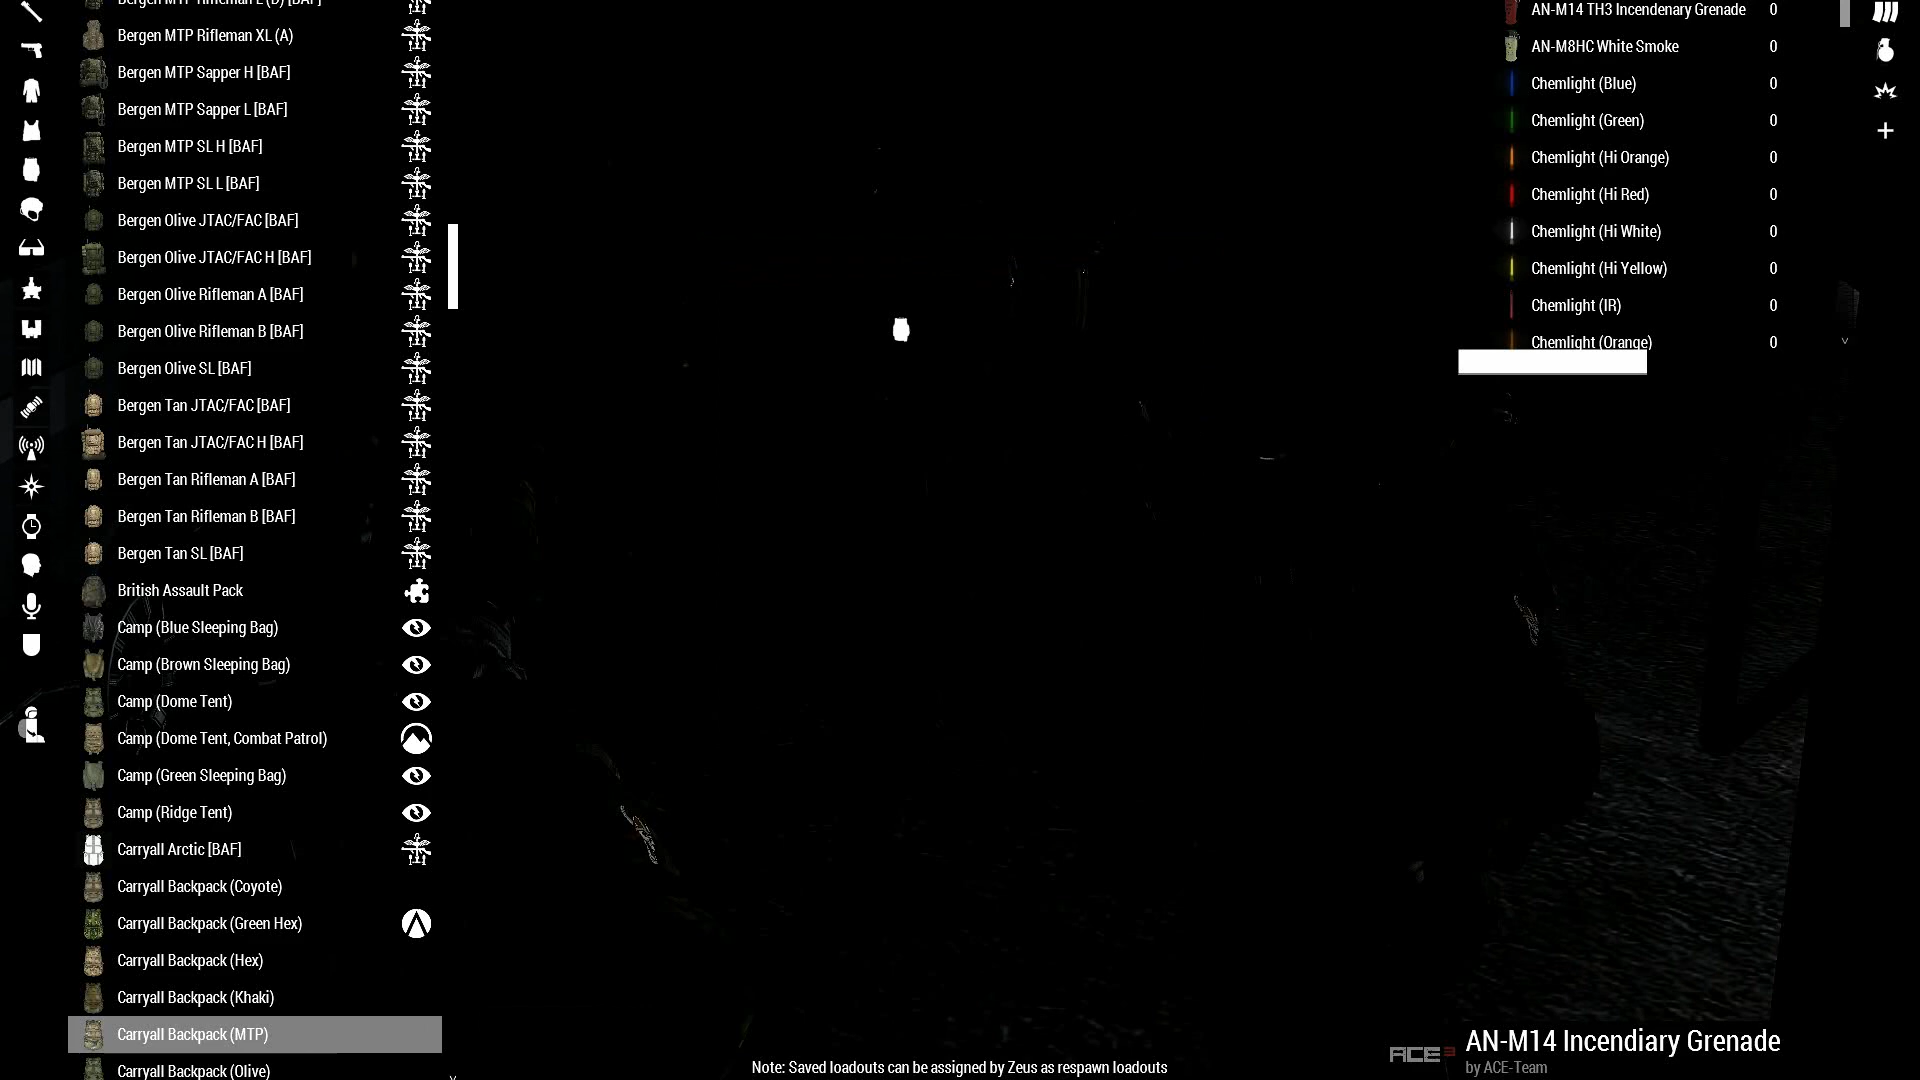 Bergen MTP Rifleman L (D) [BAF]
Bergen MTP Rifleman XL (A)
Bergen MTP Sapper H [BAF]
Bergen MTP Sapper L [BAF]
Bergen MTP SL H [BAF]
Bergen MTP SL L [BAF]
Bergen Olive JTAC/FAC [BAF]
Bergen Olive JTAC/FAC H [BAF]
Bergen Olive Rifleman A [BAF]
Bergen Olive Rifleman B [BAF]
Bergen Olive SL [BAF]
Bergen Tan JTAC/FAC [BAF]
Bergen Tan JTAC/FAC H [BAF]
Bergen Tan Rifleman A [BAF]
Bergen Tan Rifleman B [BAF]
Bergen Tan SL [BAF]
British Assault Pack
Camp (Blue Sleeping Bag)
Camp (Brown Sleeping Bag)
Camp (Dome Tent)
Camp (Dome Tent, Combat Patrol)
Camp (Green Sleeping Bag)
Camp (Ridge Tent)
Carryall Arctic [BAF]
Carryall Backpack (Coyote)
Carryall Backpack (Green Hex)
Carryall Backpack (Hex)
Carryall Backpack (Khaki)
Carryall Backpack (MTP)
Carryall Backpack (Olive)
AN-M14 TH3 Incendenary Grenade 0
AN-M8HC White Smoke 0
Chemlight (Blue) 0
Chemlight (Green) 0
Chemlight (Hi Orange) 0
Chemlight (Hi Red) 0
Chemlight (Hi White) 0
Chemlight (Hi Yellow) 0
Chemlight (IR) 0
Chemlight (Orange) 0
Note: Saved loadouts can be assigned by Zeus as respawn loadouts
ACE3
AN-M14 Incendiary Grenade
by ACE-Team